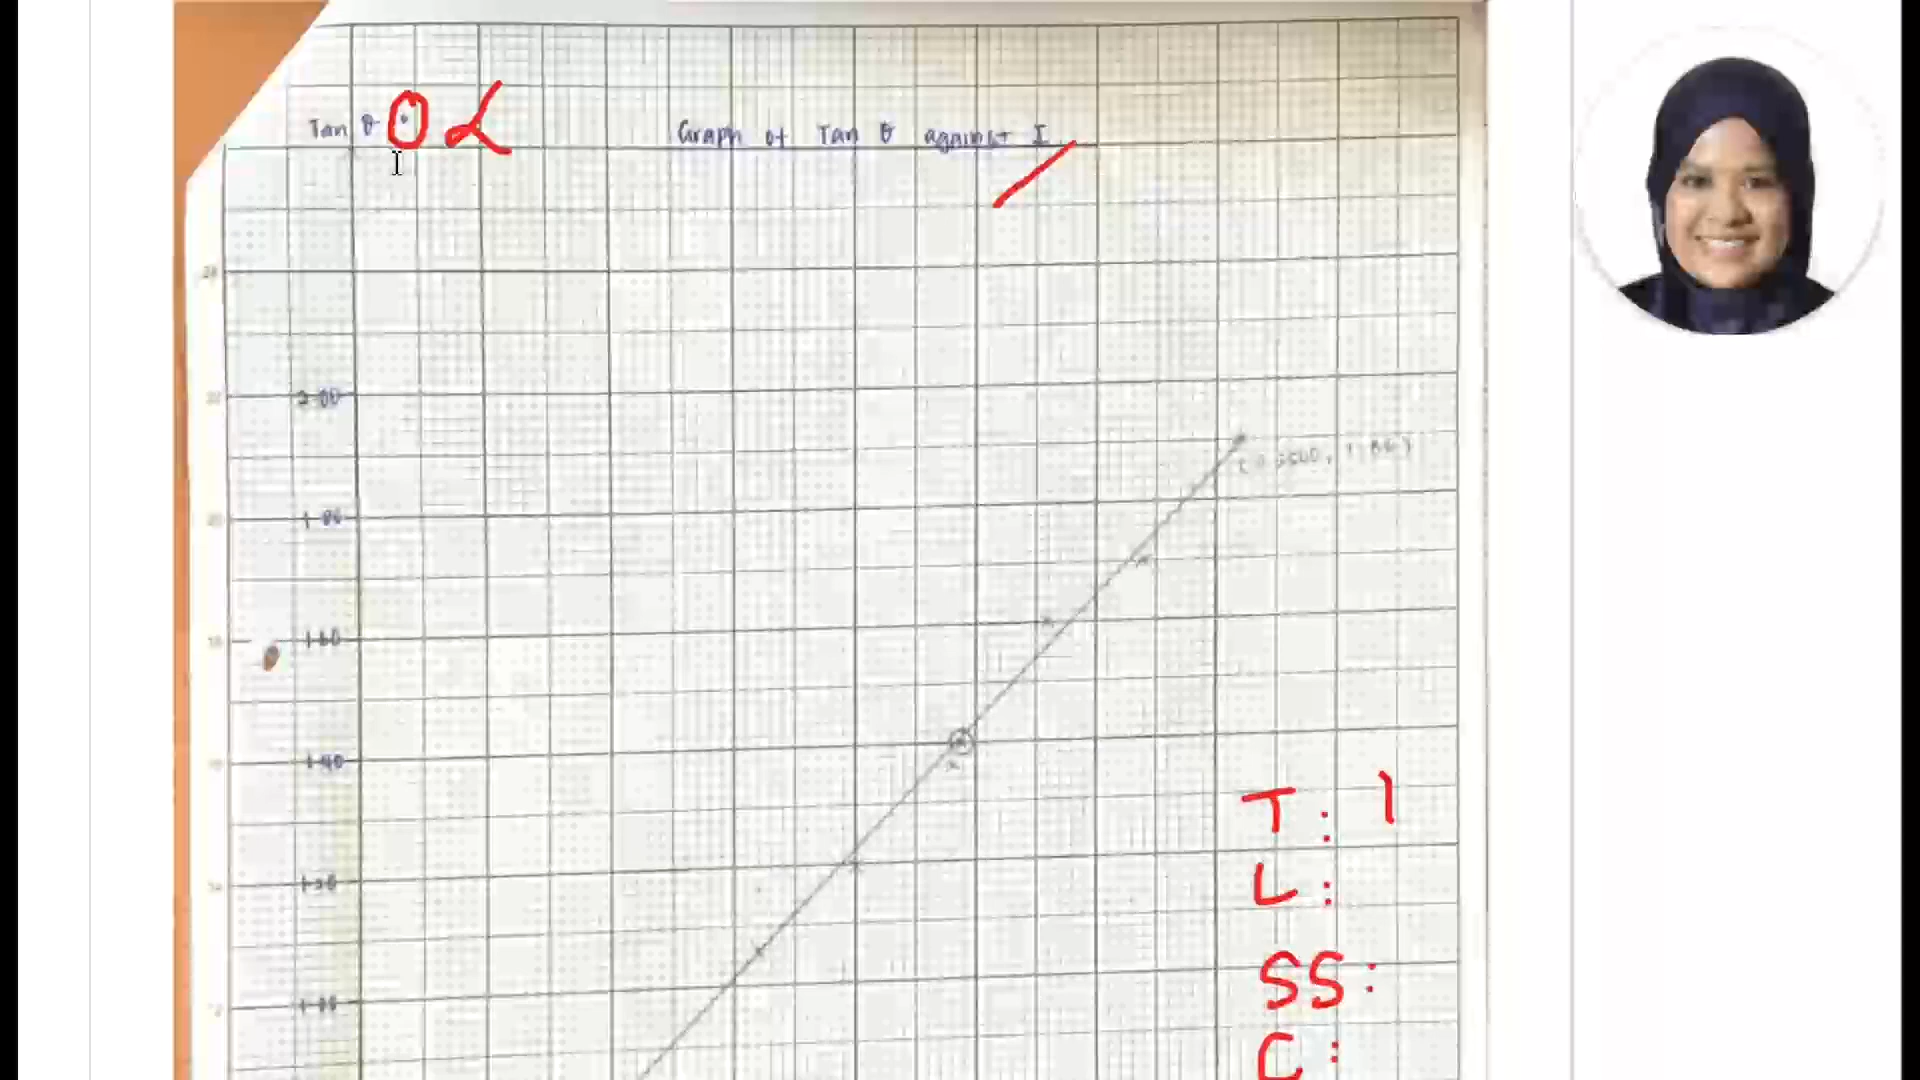 Tan θ °
Graph of Tan θ against I
2.00
1.80
1.60
1.40
1.20
1.00
T: 1
L:
SS:
C: